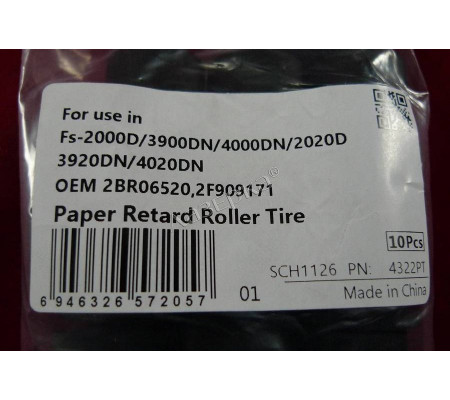 For use in
Fs-2000D/3900DN/4000DN/2020D
3920DN/4020DN
OEM 2BR06520,2F909171
Paper Retard Roller Tire
10Pcs
SCH1126 PN: 4322PT
6 946326 572057 01
Made in China